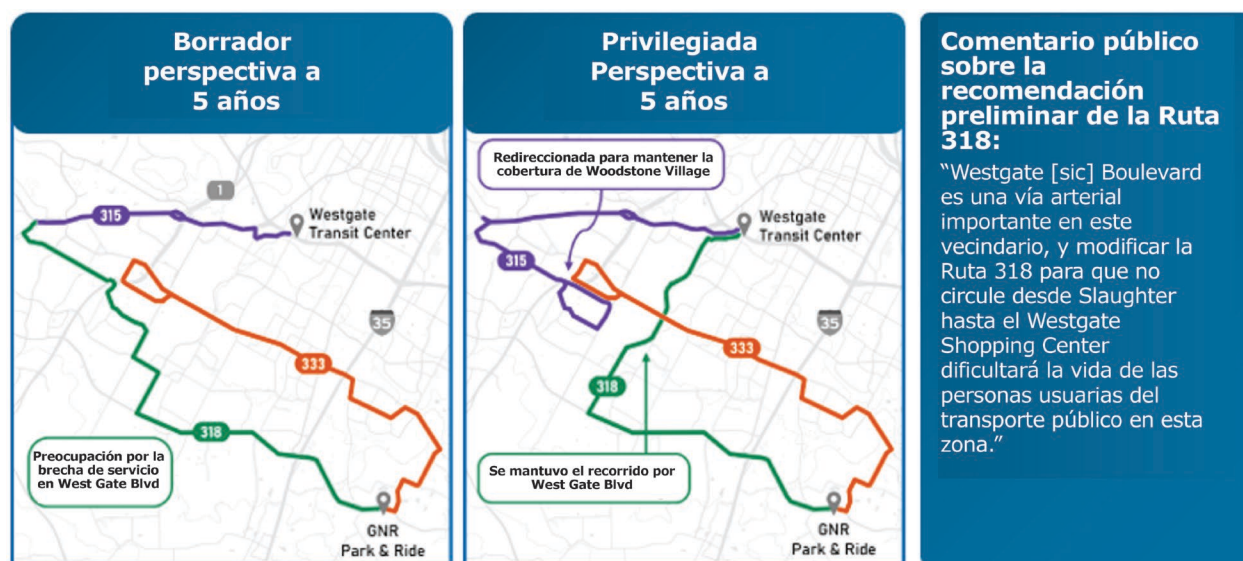 Borrador
perspectiva a
5 años
1
315
Westgate
Transit Center
35
333
318
Preocupación por la
brecha de servicio
en West Gate Blvd
GNR
Park & Ride
Privilegiada
Perspectiva a
5 años
Redireccionada para mantener la
cobertura de Woodstone Village
Westgate
Transit Center
315
35
333
318
Se mantuvo el recorrido por
West Gate Blvd
GNR
Park & Ride
Comentario público
sobre la
recomendación
preliminar de la Ruta
318:
“Westgate [sic] Boulevard
es una vía arterial
importante en este
vecindario, y modificar la
Ruta 318 para que no
circule desde Slaughter
hasta el Westgate
Shopping Center
dificultará la vida de las
personas usuarias del
transporte público en esta
zona.”